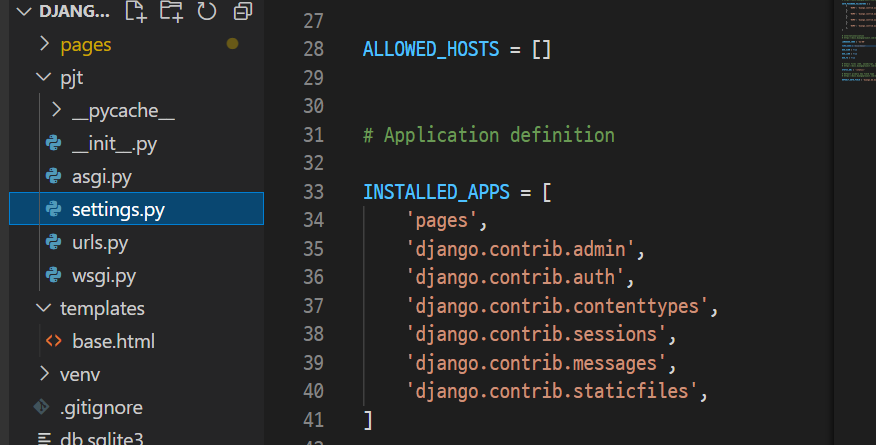 DJANG...
pages
pjt
__pycache__
__init__.py
asgi.py
settings.py
urls.py
wsgi.py
templates
base.html
venv
.gitignore
db.sqlite3
27
28 ALLOWED_HOSTS = []
29
30
31 # Application definition
32
33 INSTALLED_APPS = [
34 'pages',
35 'django.contrib.admin',
36 'django.contrib.auth',
37 'django.contrib.contenttypes',
38 'django.contrib.sessions',
39 'django.contrib.messages',
40 'django.contrib.staticfiles',
41 ]